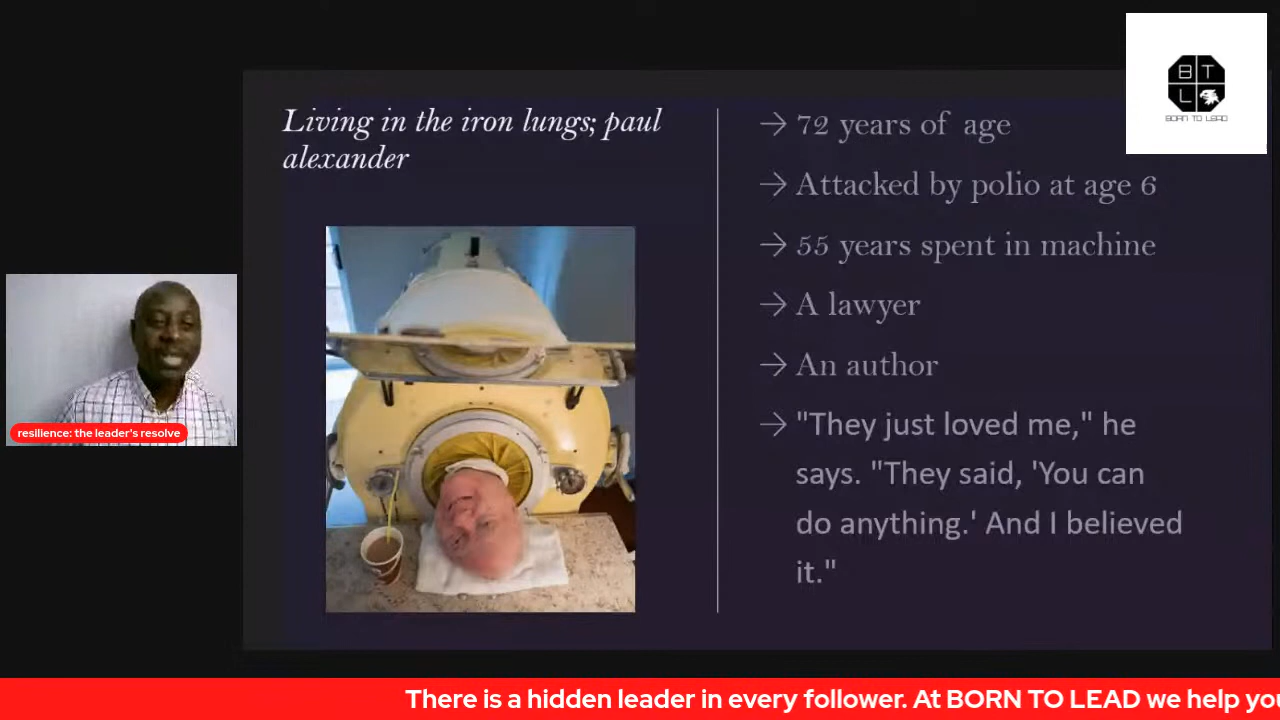 Living in the iron lungs; paul
alexander
→ 72 years of age
→ Attacked by polio at age 6
→ 55 years spent in machine
→ A lawyer
→ An author
→ "They just loved me," he
says. "They said, 'You can
do anything.' And I believed
it."
B T
L
BORN TO LEAD
resilience: the leader's resolve
There is a hidden leader in every follower. At BORN TO LEAD we help you